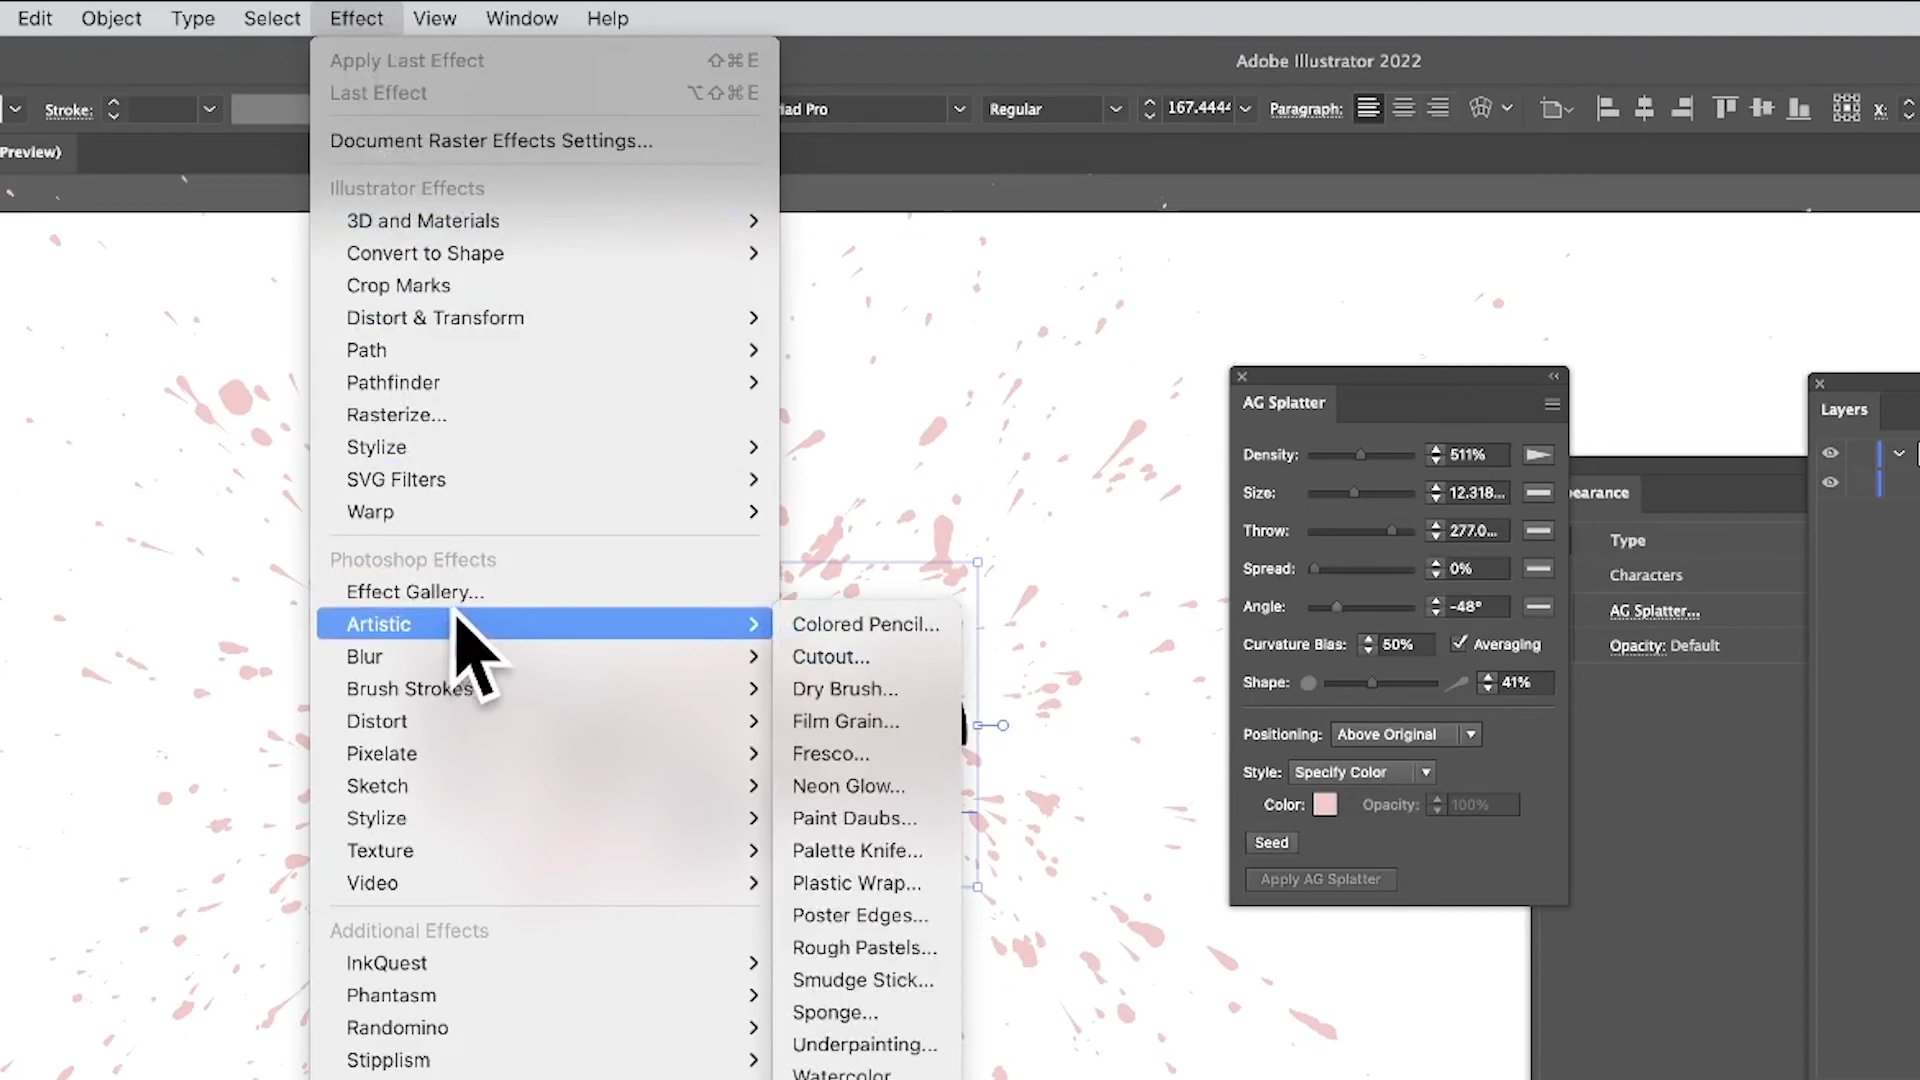 Edit Object Type Select Effect View Window Help
Adobe Illustrator 2022
Stroke:
Regular
167.444
Paragraph:
X:
Preview)
Apply Last Effect ⇧⌘E
Last Effect ⌥⇧⌘E
Document Raster Effects Settings...
Illustrator Effects
3D and Materials
Convert to Shape
Crop Marks
Distort & Transform
Path
Pathfinder
Rasterize...
Stylize
SVG Filters
Warp
Photoshop Effects
Effect Gallery...
Artistic
Blur
Brush Strokes
Distort
Pixelate
Sketch
Stylize
Texture
Video
Additional Effects
InkQuest
Phantasm
Randomino
Stipplism
Colored Pencil...
Cutout...
Dry Brush...
Film Grain...
Fresco...
Neon Glow...
Paint Daubs...
Palette Knife...
Plastic Wrap...
Poster Edges...
Rough Pastels...
Smudge Stick...
Sponge...
Underpainting...
Watercolor
AG Splatter
Density: 511%
Size: 12.318...
Throw: 277.0...
Spread: 0%
Angle: -48°
Curvature Bias: 50% Averaging
Shape: 41%
Positioning: Above Original
Style: Specify Color
Color: Opacity: 100%
Seed
Apply AG Splatter
pearance
Type
Characters
AG Splatter...
Opacity: Default
Layers